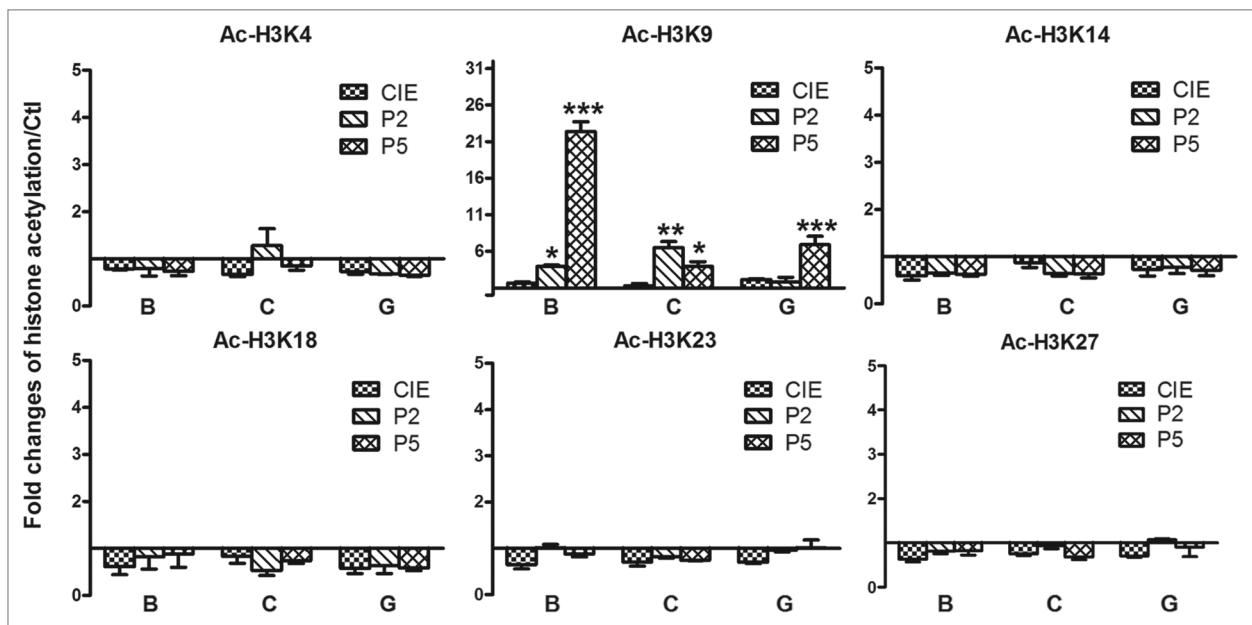 Fold changes of histone acetylation/Ctl
Ac-H3K4
5
4
3
2
0
CIE
P2
P5
B
C
G
Ac-H3K9
31
26
21
16
11
6
CIE
P2
P5
*
***
**
*
***
B
C
G
Ac-H3K14
5
4
3
2
0
CIE
P2
P5
B
C
G
Ac-H3K18
5
4
3
2
0
CIE
P2
P5
B
C
G
Ac-H3K23
5
4
3
2
0
CIE
P2
P5
B
C
G
Ac-H3K27
5
4
3
2
0
CIE
P2
P5
B
C
G